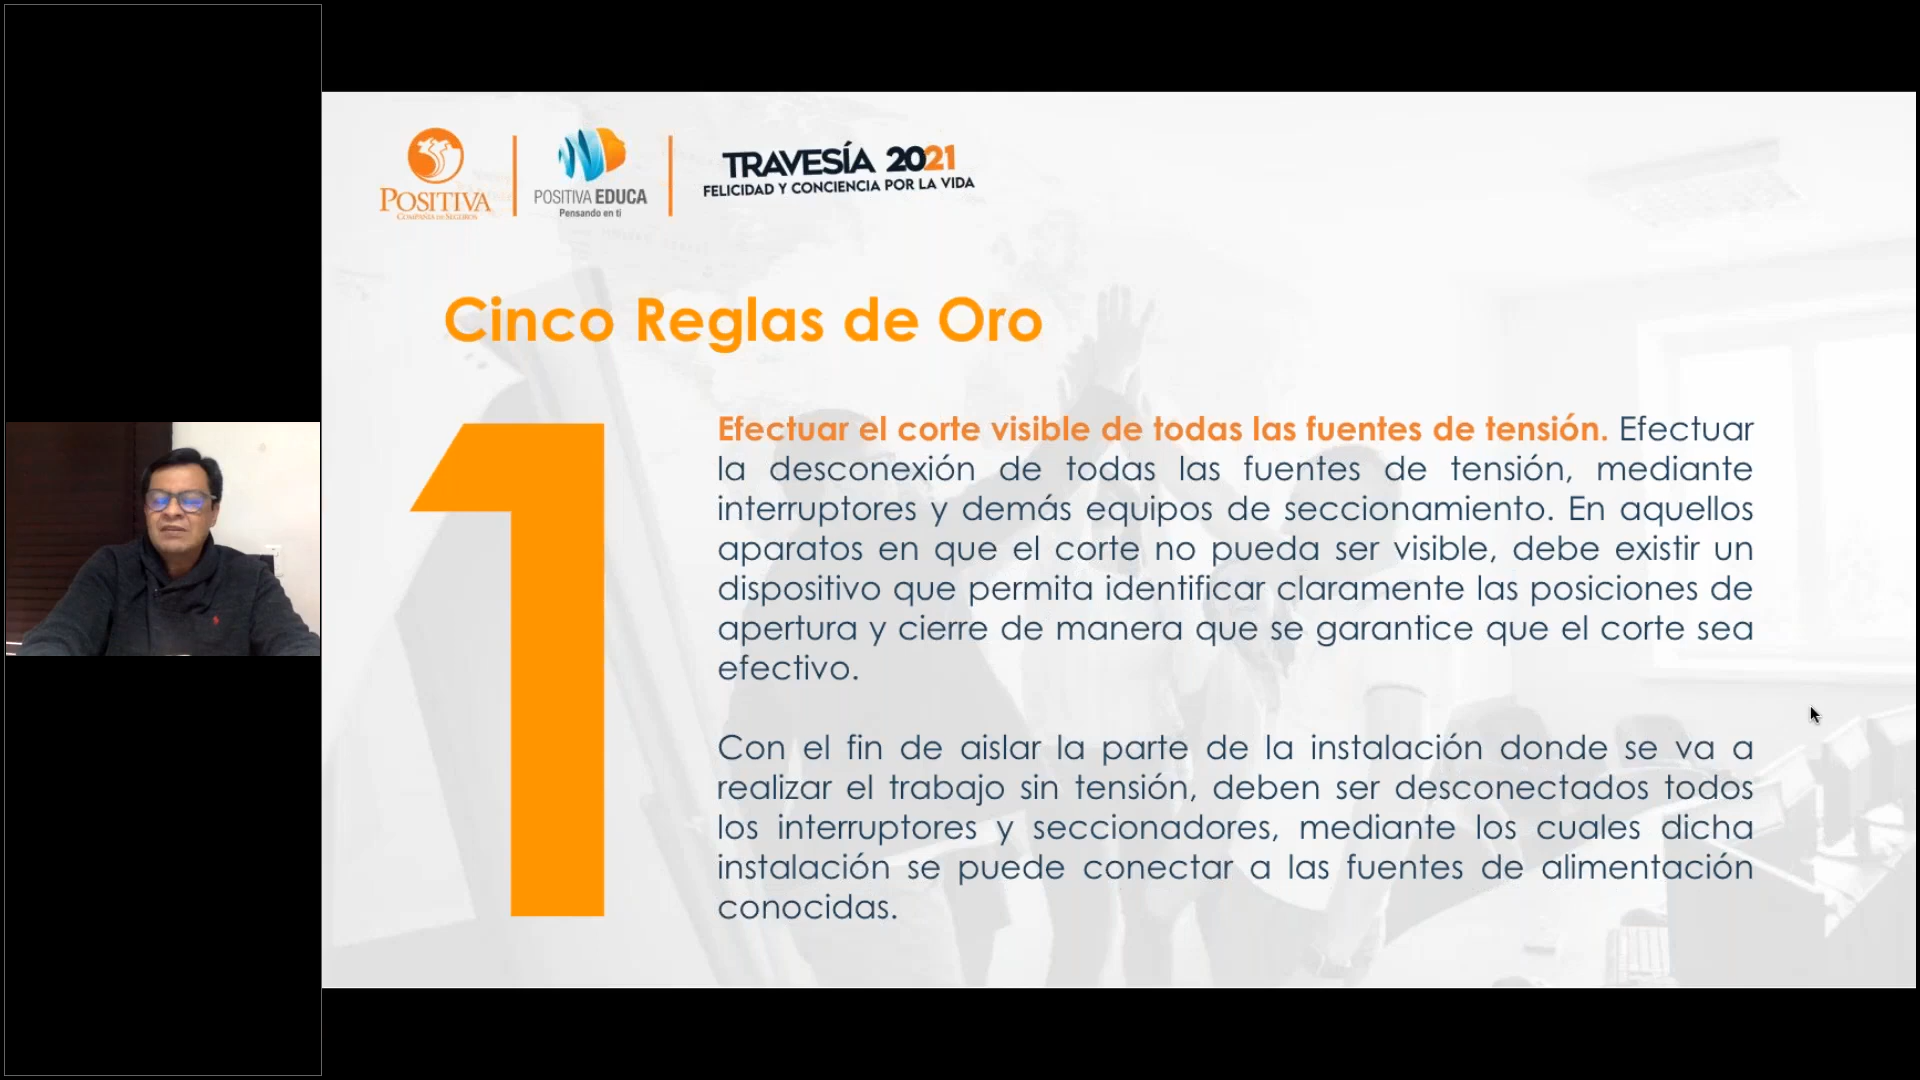 POSITIVA
COMPAÑÍA DE SEGUROS
POSITIVA EDUCA
Pensando en ti
TRAVESÍA 2021
FELICIDAD Y CONCIENCIA POR LA VIDA
Cinco Reglas de Oro
1
Efectuar el corte visible de todas las fuentes de tensión. Efectuar
la desconexión de todas las fuentes de tensión, mediante
interruptores y demás equipos de seccionamiento. En aquellos
aparatos en que el corte no pueda ser visible, debe existir un
dispositivo que permita identificar claramente las posiciones de
apertura y cierre de manera que se garantice que el corte sea
efectivo.
Con el fin de aislar la parte de la instalación donde se va a
realizar el trabajo sin tensión, deben ser desconectados todos
los interruptores y seccionadores, mediante los cuales dicha
instalación se puede conectar a las fuentes de alimentación
conocidas.